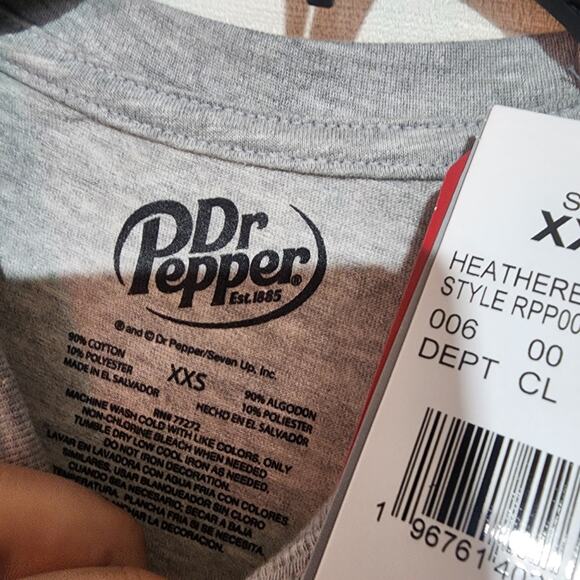 Dr
Pepper®
Est. 1885
® and © Dr Pepper/Seven Up, Inc.
90% COTTON
10% POLYESTER
MADE IN EL SALVADOR
XXS
90% ALGODON
10% POLIESTER
HECHO EN EL SALVADOR
RN# 77272
MACHINE WASH COLD WITH LIKE COLORS. ONLY
NON-CHLORINE BLEACH WHEN NEEDED.
TUMBLE DRY LOW. COOL IRON AS NEEDED.
DO NOT IRON DECORATION.
LAVAR EN LAVADORA CON AGUA FRIA CON COLORES
SIMILARES. USAR BLANQUEADOR SIN CLORO
CUANDO SEA NECESARIO; SECAR A BAJA
TEMPERATURA. PLANCHA FRIA SI SE NECESITA.
PLANCHAR LA DECORACION.
HEATHERE
STYLE RPP00
006 00
DEPT CL
1 96761